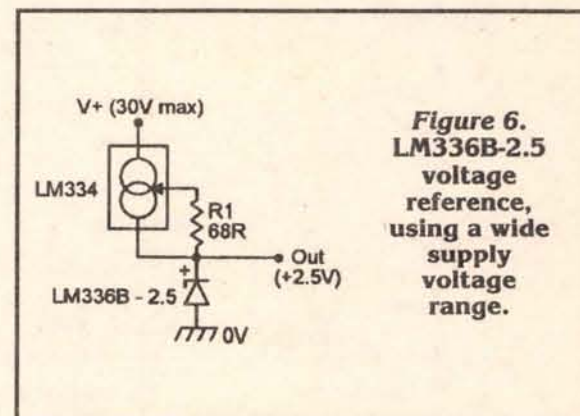 V+ (30V max)
LM334
R1
68R
Out
(+2.5V)
+
LM336B - 2.5
0V
Figure 6.
LM336B-2.5
voltage
reference,
using a wide
supply
voltage
range.